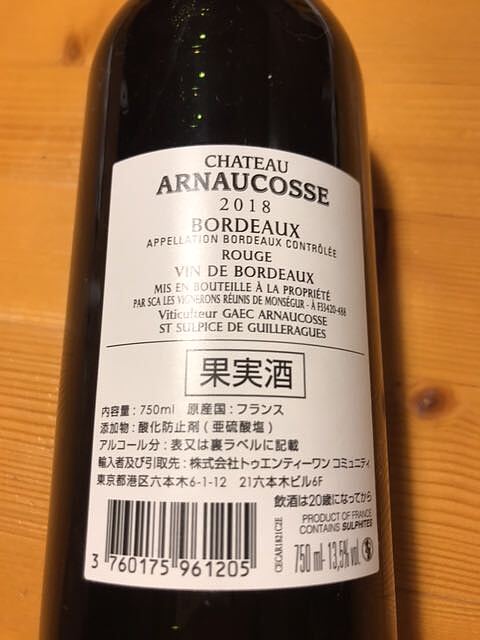 CHATEAU
ARNAUCOSSE
2018
BORDEAUX
APPELLATION BORDEAUX CONTRÔLÉE
ROUGE
VIN DE BORDEAUX
MIS EN BOUTEILLE À LA PROPRIÉTÉ
PAR SCA LES VIGNERONS RÉUNIS DE MONSÉGUR - À F33420-488
Viticulteur GAEC ARNAUCOSSE
ST SULPICE DE GUILLERAGUES
果実酒
内容量:750ml 原産国:フランス
添加物:酸化防止剤(亜硫酸塩)
アルコール分:表又は裏ラベルに記載
輸入者及び引取先:株式会社トゥエンティーワン コミュニティ
東京都港区六本木6-1-12 21六本木ビル6F
飲酒は20歳になってから
PRODUCT OF FRANCE
CONTAINS SULPHITES
750 ml- 13,5% vol.
3 760175 961205